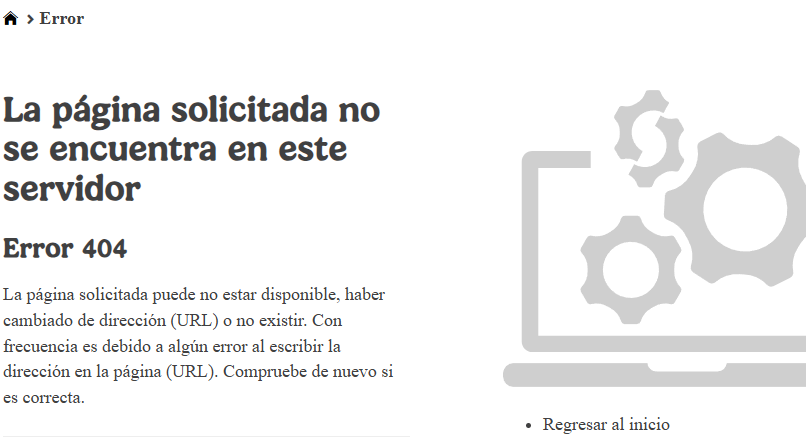 Error
La página solicitada no
se encuentra en este
servidor
Error 404
La página solicitada puede no estar disponible, haber
cambiado de dirección (URL) o no existir. Con
frecuencia es debido a algún error al escribir la
dirección en la página (URL). Compruebe de nuevo si
es correcta.
Regresar al inicio